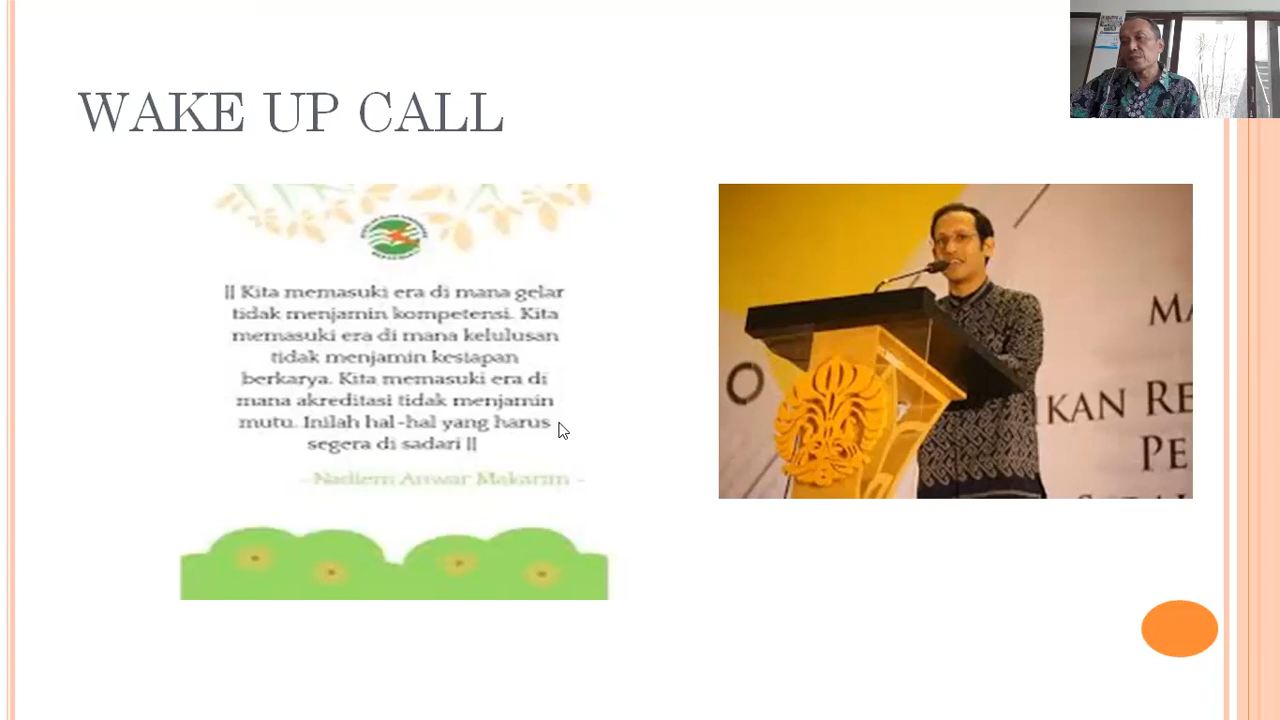 WAKE UP CALL
|| Kita memasuki era di mana gelar
tidak menjamin kompetensi. Kita
memasuki era di mana kelulusan
tidak menjamin kesiapan
berkarya. Kita memasuki era di
mana akreditasi tidak menjamin
mutu. Inilah hal-hal yang harus
segera di sadari ||
- Nadiem Anwar Makarim -
MA
O
IKAN RE
PE